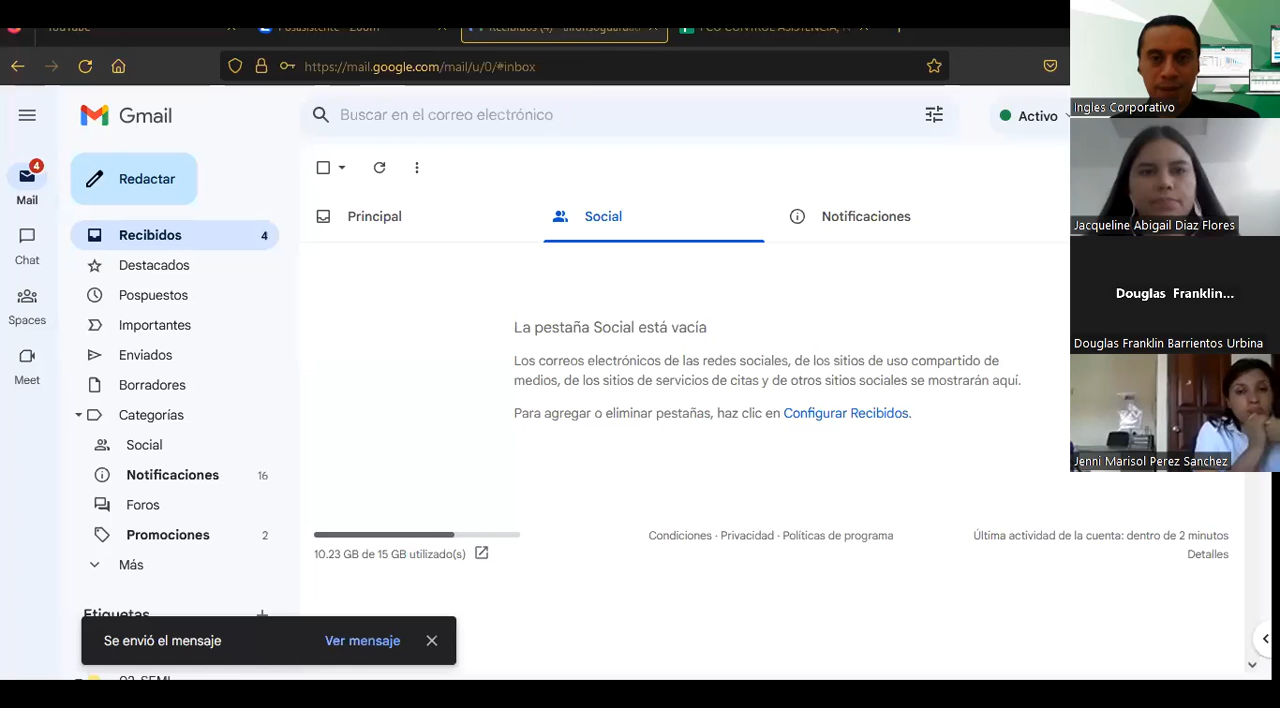 YouTube
Recibidos (4)
https://mail.google.com/mail/u/0/#inbox
Gmail
Buscar en el correo electrónico
Activo
4
Mail
Redactar
Chat
Spaces
Meet
Recibidos 4
Destacados
Pospuestos
Importantes
Enviados
Borradores
Categorías
Social
Notificaciones 16
Foros
Promociones 2
Más
Etiquetas
Principal
Social
Notificaciones
La pestaña Social está vacía
Los correos electrónicos de las redes sociales, de los sitios de uso compartido de
medios, de los sitios de servicios de citas y de otros sitios sociales se mostrarán aquí.
Para agregar o eliminar pestañas, haz clic en Configurar Recibidos.
10.23 GB de 15 GB utilizado(s)
Condiciones · Privacidad · Políticas de programa
Última actividad de la cuenta: dentro de 2 minutos
Detalles
Se envió el mensaje
Ver mensaje
Ingles Corporativo
Jacqueline Abigail Diaz Flores
Douglas Franklin...
Douglas Franklin Barrientos Urbina
Jenni Marisol Perez Sanchez